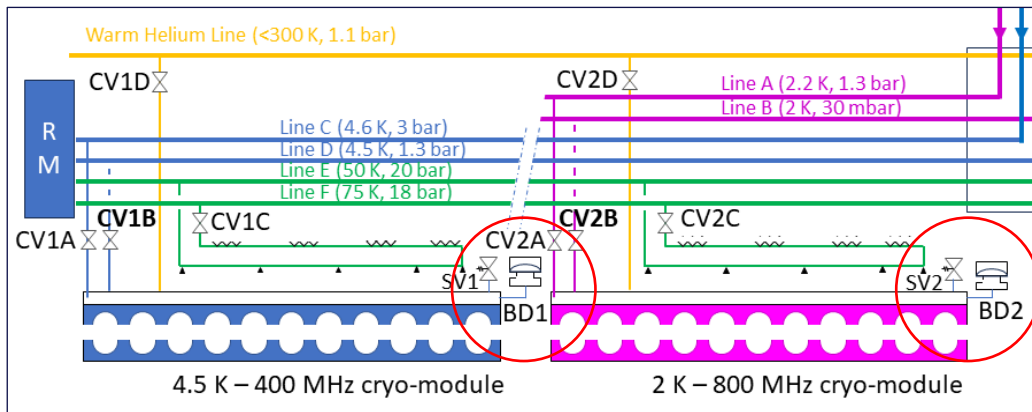 Warm Helium Line (<300 K, 1.1 bar)
CV1D
CV2D
Line A (2.2 K, 1.3 bar)
Line B (2 K, 30 mbar)
R
M
Line C (4.6 K, 3 bar)
Line D (4.5 K, 1.3 bar)
Line E (50 K, 20 bar)
Line F (75 K, 18 bar)
CV1A
CV1B
CV1C
CV2A
CV2B
CV2C
SV1
BD1
SV2
BD2
4.5 K – 400 MHz cryo-module
2 K – 800 MHz cryo-module